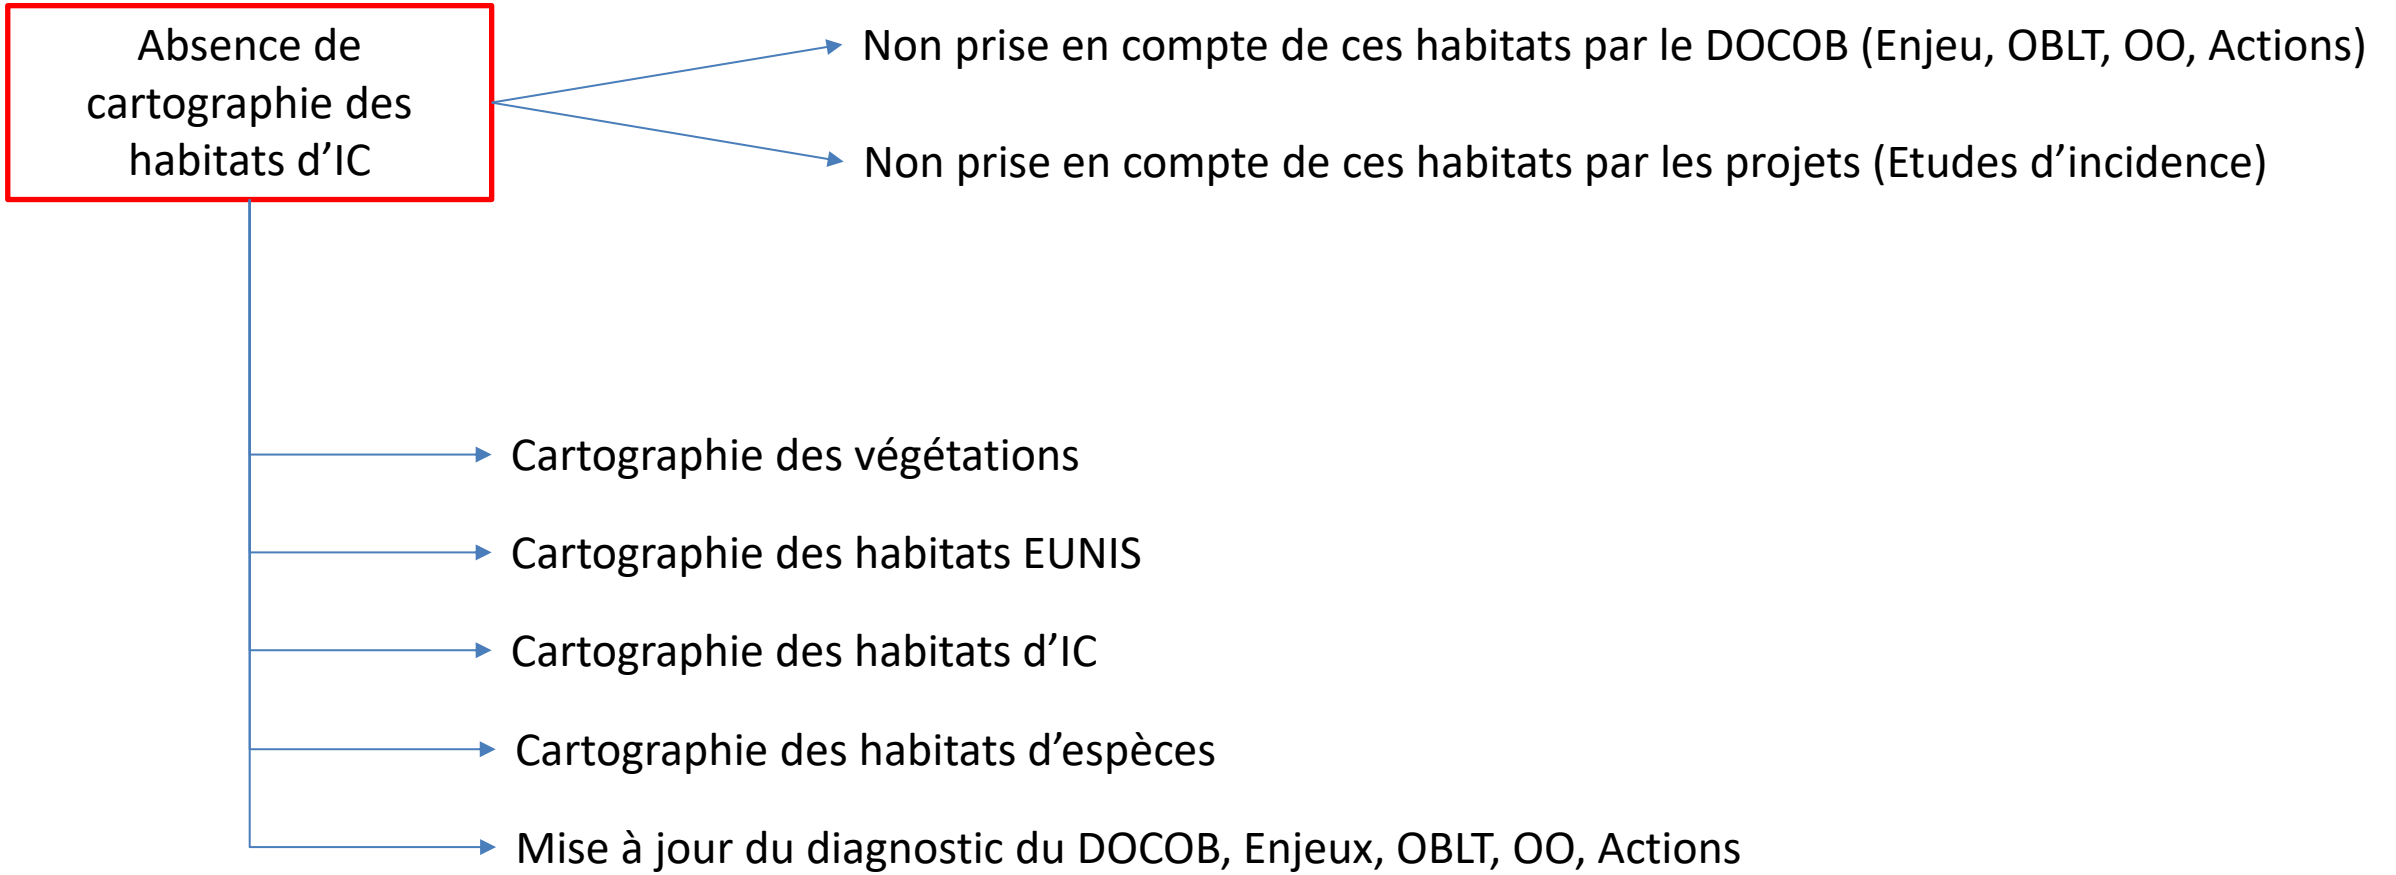 Absence de
cartographie des
habitats d’IC
Non prise en compte de ces habitats par le DOCOB (Enjeu, OBLT, OO, Actions)
Non prise en compte de ces habitats par les projets (Etudes d’incidence)
Cartographie des végétations
Cartographie des habitats EUNIS
Cartographie des habitats d’IC
Cartographie des habitats d’espèces
Mise à jour du diagnostic du DOCOB, Enjeux, OBLT, OO, Actions